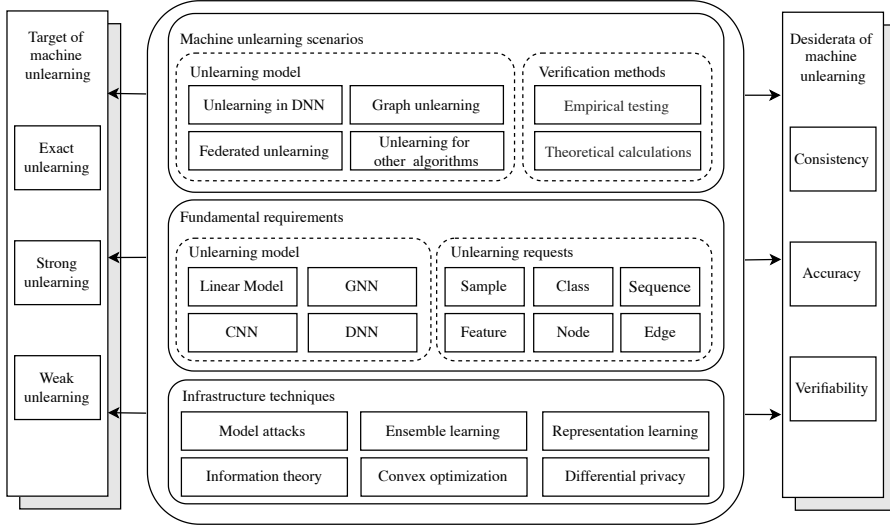 Target of
machine
unlearning
Exact
unlearning
Strong
unlearning
Weak
unlearning
Machine unlearning scenarios
Unlearning model
Unlearning in DNN
Graph unlearning
Federated unlearning
Unlearning for
other algorithms
Verification methods
Empirical testing
Theoretical calculations
Fundamental requirements
Unlearning model
Linear Model
GNN
CNN
DNN
Unlearning requests
Sample
Class
Sequence
Feature
Node
Edge
Infrastructure techniques
Model attacks
Ensemble learning
Representation learning
Information theory
Convex optimization
Differential privacy
Desiderata of
machine
unlearning
Consistency
Accuracy
Verifiability